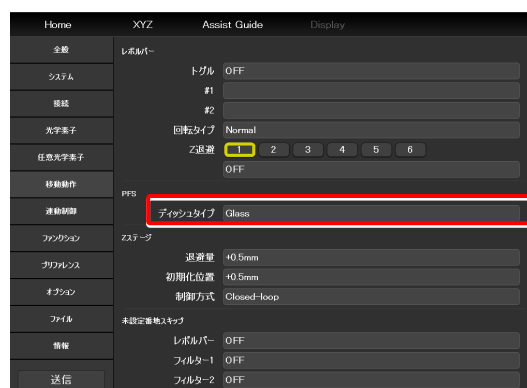 Home XYZ Assist Guide Display
全般
システム
接続
光学素子
任意光学素子
移動動作
連動制御
ファンクション
プリファレンス
オプション
ファイル
情報
送信
レボルバー
トグル OFF
#1
#2
回転タイプ Normal
Z退避 1 2 3 4 5 6
OFF
PFS
ディッシュタイプ Glass
Zステージ
退避量 +0.5mm
初期化位置 +0.5mm
制御方式 Closed-loop
未設定番地スキップ
レボルバー OFF
フィルター1 OFF
フィルター2 OFF